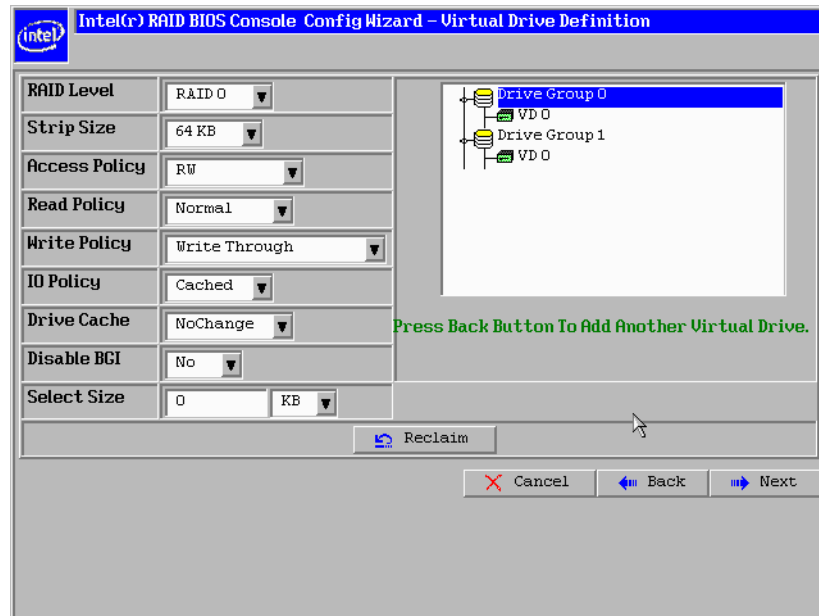 intel
Intel(r) RAID BIOS Console Config Wizard – Virtual Drive Definition
RAID Level RAID 0
Strip Size 64 KB
Access Policy RW
Read Policy Normal
Write Policy Write Through
IO Policy Cached
Drive Cache NoChange
Disable BGI No
Select Size 0 KB
Drive Group 0
VD 0
Drive Group 1
VD 0
Press Back Button To Add Another Virtual Drive.
Reclaim
Cancel Back Next